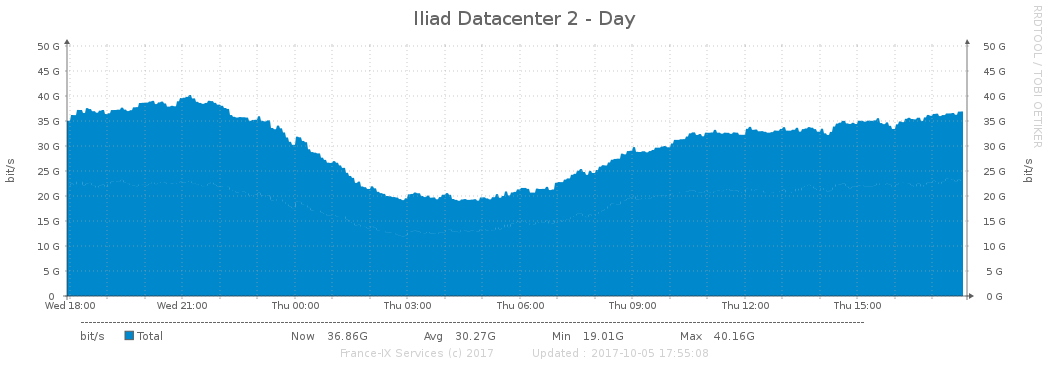 Iliad Datacenter 2 - Day
RRDTOOL / TOBI OETIKER
50 G 50 G
45 G 45 G
40 G 40 G
35 G 35 G
30 G 30 G
25 G 25 G
20 G 20 G
15 G 15 G
10 G 10 G
5 G 5 G
0 0 G
bit/s bit/s
Wed 18:00 Wed 21:00 Thu 00:00 Thu 03:00 Thu 06:00 Thu 09:00 Thu 12:00 Thu 15:00
bit/s Total Now 36.86G Avg 30.27G Min 19.01G Max 40.16G
France-IX Services (c) 2017 Updated : 2017-10-05 17:55:08